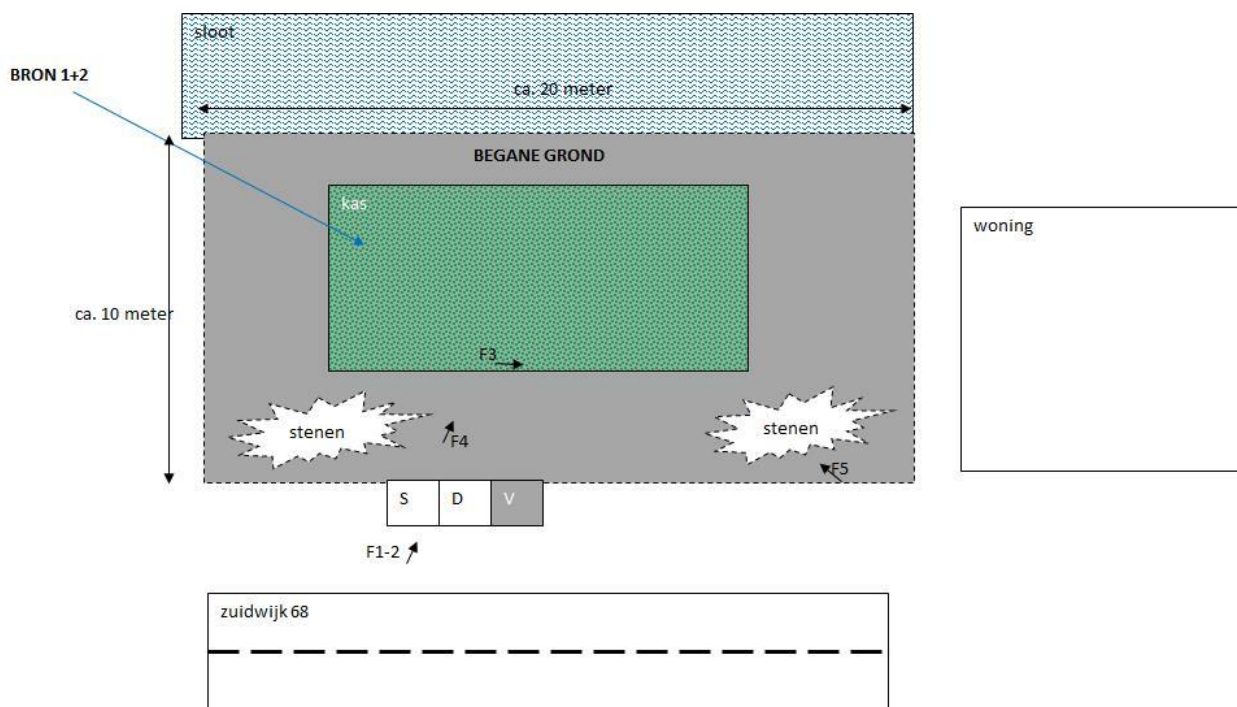 sloot
BRON 1+2
ca. 20 meter
BEGANE GROND
kas
woning
ca. 10 meter
F3
stenen
F4
stenen
F5
S D V
F1-2
zuidwijk 68